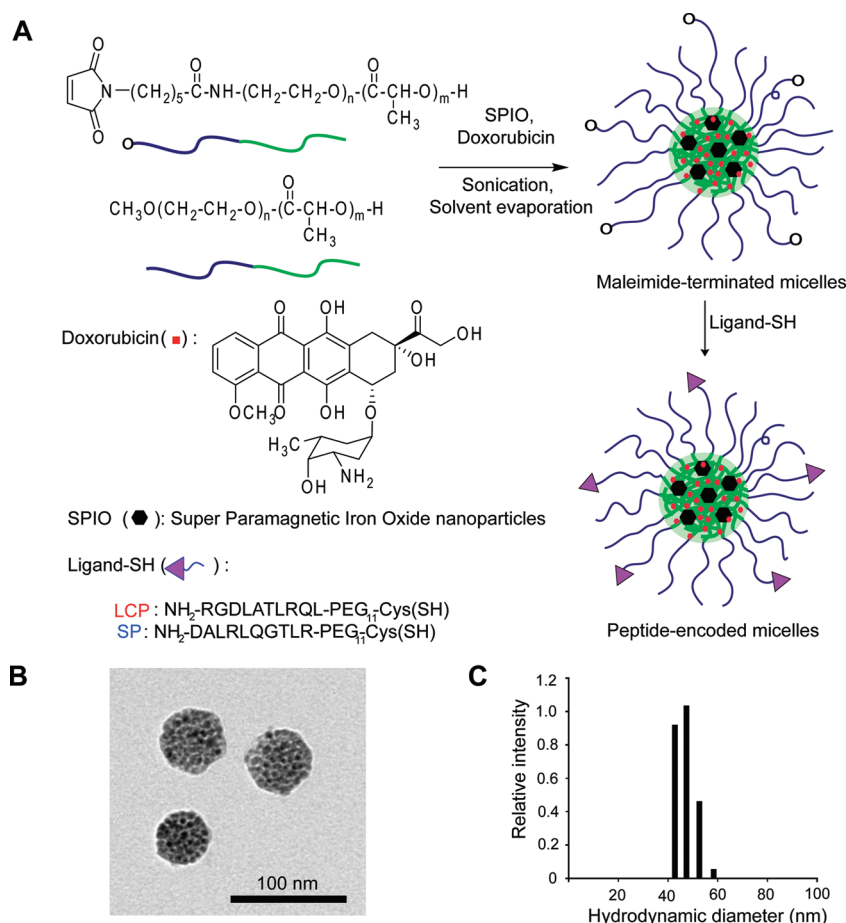 A
O
N-(CH2)5-C-NH-(CH2-CH2-O)n-(C-CH-O)m-H
O
O
O
CH3
SPIO,
Doxorubicin
Sonication,
Solvent evaporation
CH3O(CH2-CH2-O)n-(C-CH-O)m-H
O
CH3
Maleimide-terminated micelles
Ligand-SH
Doxorubicin( ) :
O
OH
O
OH
OH
OCH3
O
OH
O
H3C
NH2
OH
SPIO ( ): Super Paramagnetic Iron Oxide nanoparticles
Ligand-SH ( ) :
LCP : NH2-RGDLATLRQL-PEG11-Cys(SH)
SP : NH2-DALRLQGTLR-PEG11-Cys(SH)
Peptide-encoded micelles
B
100 nm
C
Relative intensity
1.2
1.0
0.8
0.6
0.4
0.2
0
20
40
60
80
100
Hydrodynamic diameter (nm)